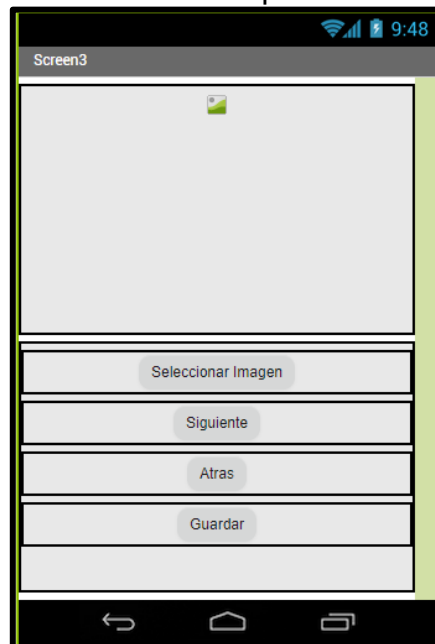 9:48
Screen3
Seleccionar Imagen
Siguiente
Atras
Guardar